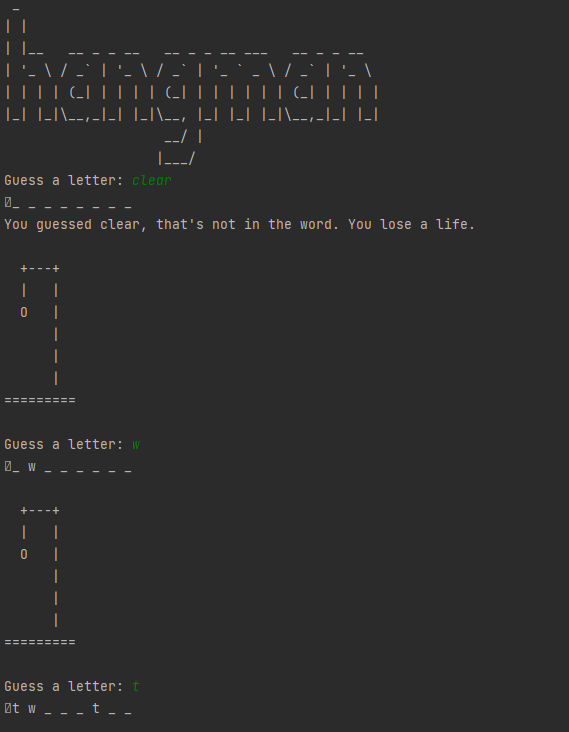 _
| |
| |__   __ _ _ __   __ _ _ __ ___   __ _ _ __
| '_ \ / _` | '_ \ / _` | '_ ` _ \ / _` | '_ \
| | | | (_| | | | | (_| | | | | | | (_| | | | |
|_| |_|\__,_|_| |_|\__, |_| |_| |_|\__,_|_| |_|
                    __/ |
                   |___/
Guess a letter: clear
_ _ _ _ _ _ _ _
You guessed clear, that's not in the word. You lose a life.
  +---+
  |   |
  O   |
      |
      |
      |
=========
Guess a letter: w
_ w _ _ _ _ _ _
  +---+
  |   |
  O   |
      |
      |
      |
=========
Guess a letter: t
t w _ _ _ t _ _